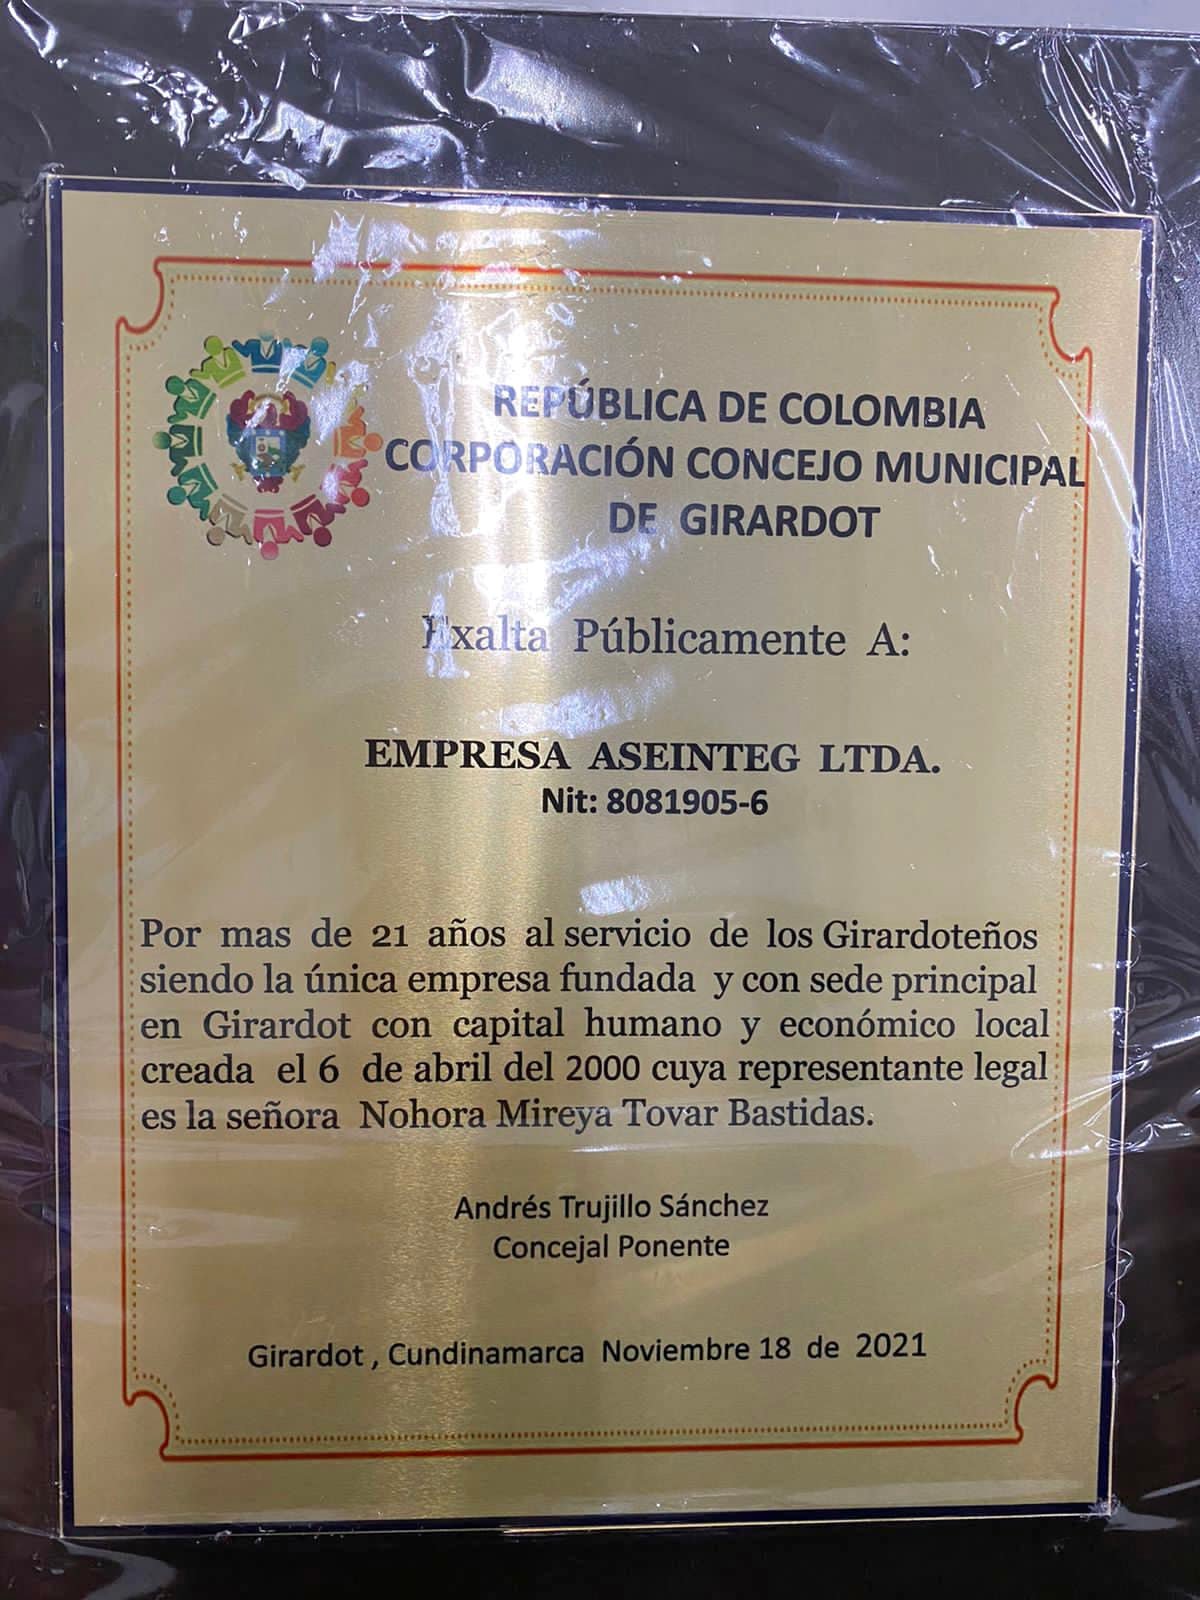 REPÚBLICA DE COLOMBIA
CORPORACIÓN CONCEJO MUNICIPAL
DE GIRARDOT
Exalta Públicamente A:
EMPRESA ASEINTEG LTDA.
Nit: 8081905-6
Por mas de 21 años al servicio de los Girardoteños
siendo la única empresa fundada y con sede principal
en Girardot con capital humano y económico local
creada el 6 de abril del 2000 cuya representante legal
es la señora Nohora Mireya Tovar Bastidas.
Andrés Trujillo Sánchez
Concejal Ponente
Girardot , Cundinamarca Noviembre 18 de 2021